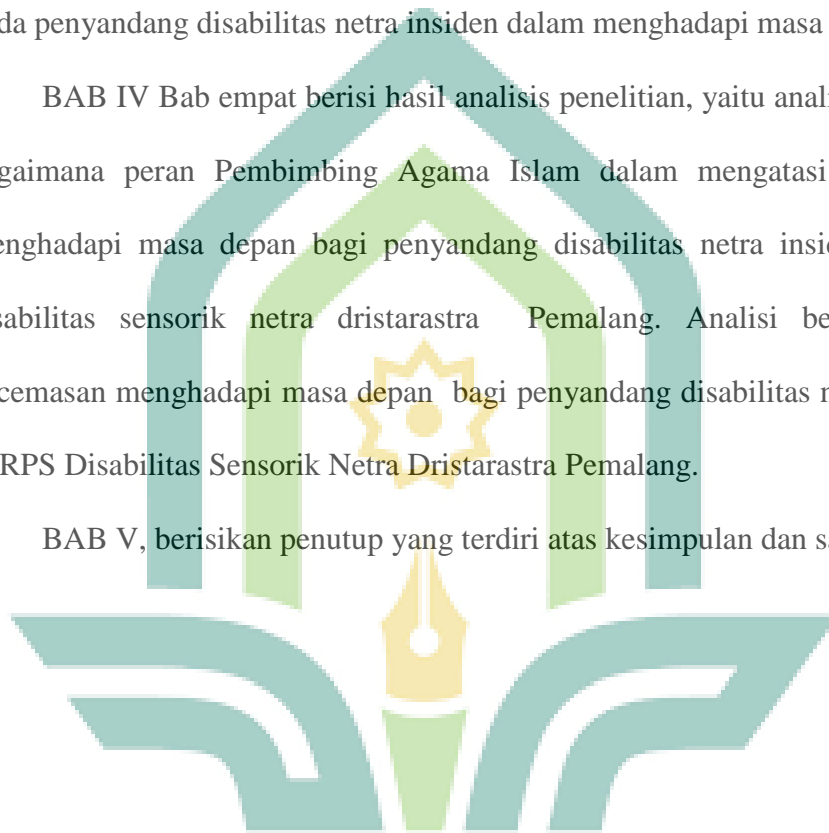 da penyandang disabilitas netra insiden dalam menghadapi masa
BAB IV Bab empat berisi hasil analisis penelitian, yaitu anali
gaimana peran Pembimbing Agama Islam dalam mengatasi
enghadapi masa depan bagi penyandang disabilitas netra insi
sabilitas sensorik netra dristarastra Pemalang. Analisi be
cemasan menghadapi masa depan bagi penyandang disabilitas
RPS Disabilitas Sensorik Netra Dristarastra Pemalang.
BAB V, berisikan penutup yang terdiri atas kesimpulan dan sa